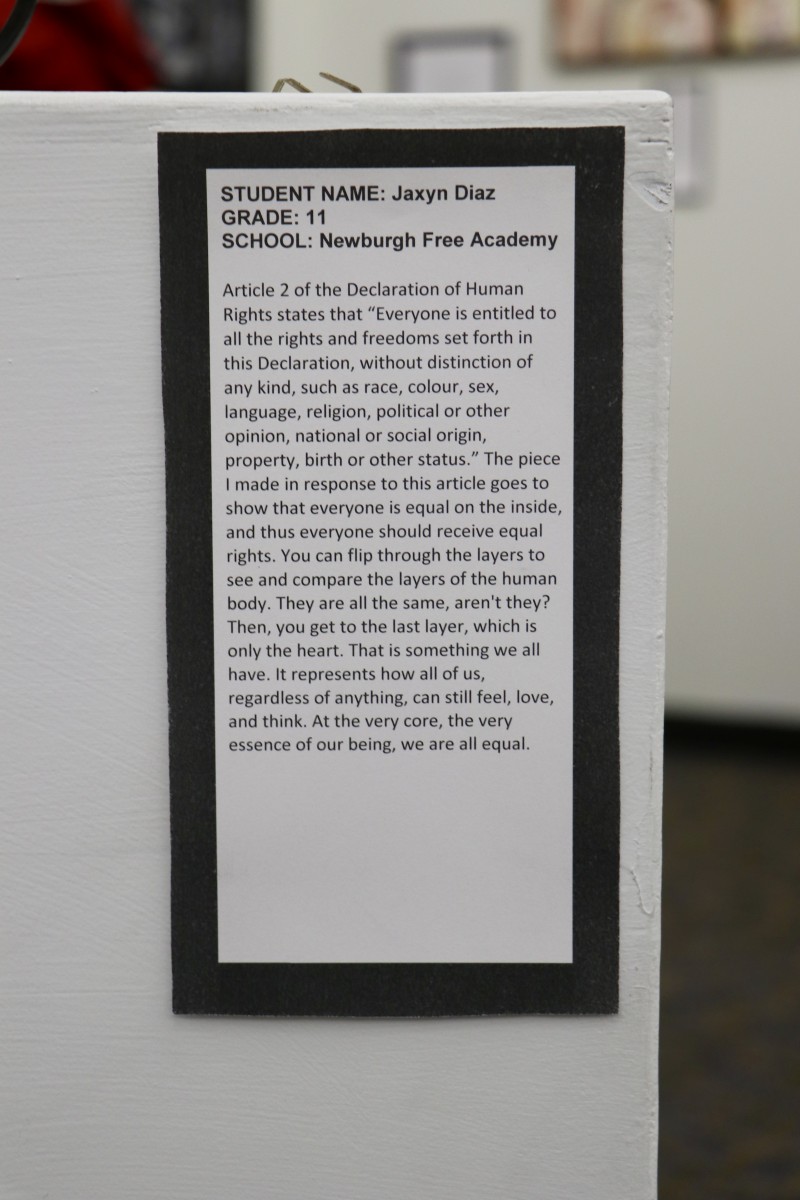 STUDENT NAME: Jaxyn Diaz
GRADE: 11
SCHOOL: Newburgh Free Academy
Article 2 of the Declaration of Human
Rights states that “Everyone is entitled to
all the rights and freedoms set forth in
this Declaration, without distinction of
any kind, such as race, colour, sex,
language, religion, political or other
opinion, national or social origin,
property, birth or other status.” The piece
I made in response to this article goes to
show that everyone is equal on the inside,
and thus everyone should receive equal
rights. You can flip through the layers to
see and compare the layers of the human
body. They are all the same, aren't they?
Then, you get to the last layer, which is
only the heart. That is something we all
have. It represents how all of us,
regardless of anything, can still feel, love,
and think. At the very core, the very
essence of our being, we are all equal.